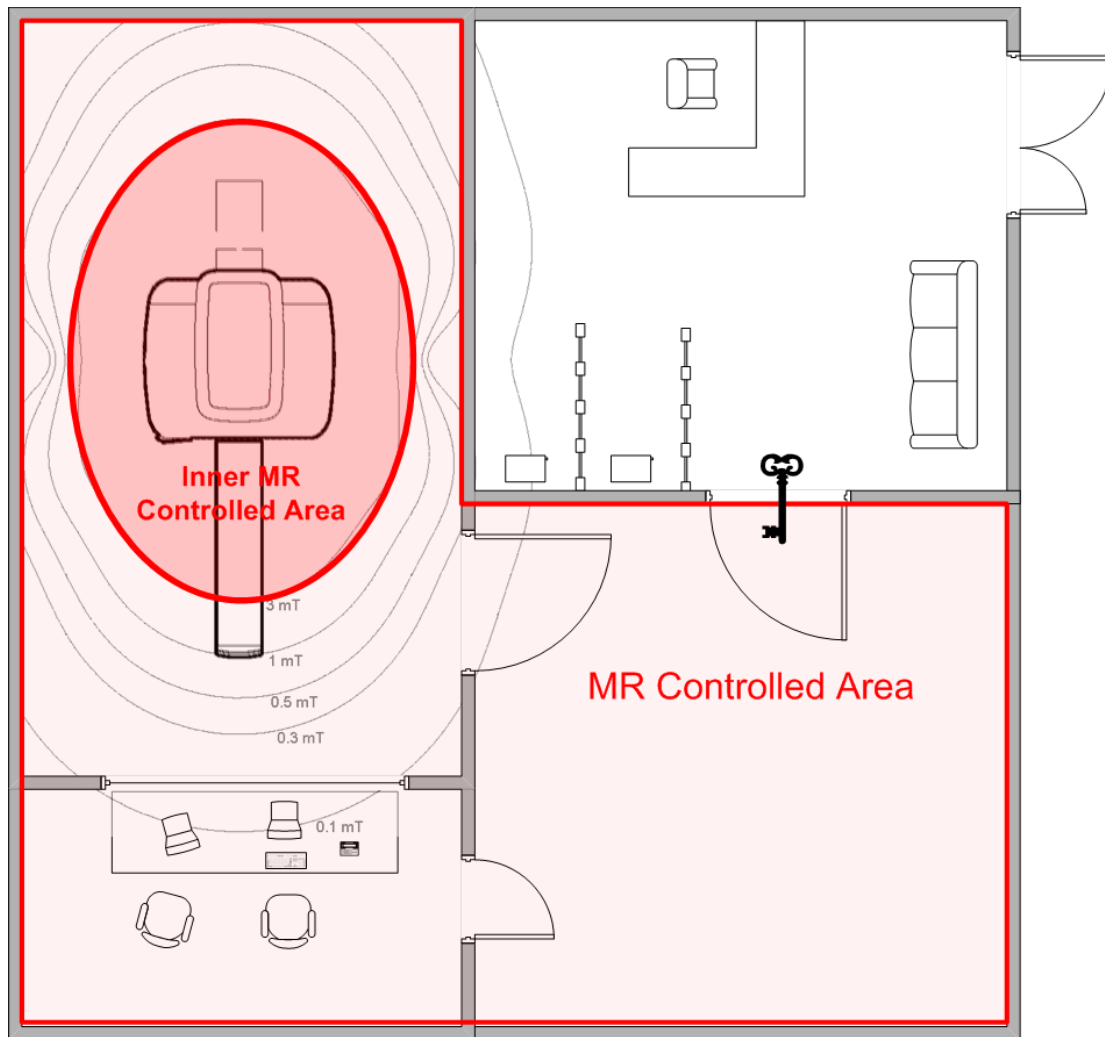 Inner MR
Controlled Area
3 mT
1 mT
0.5 mT
0.3 mT
MR Controlled Area
0.1 mT